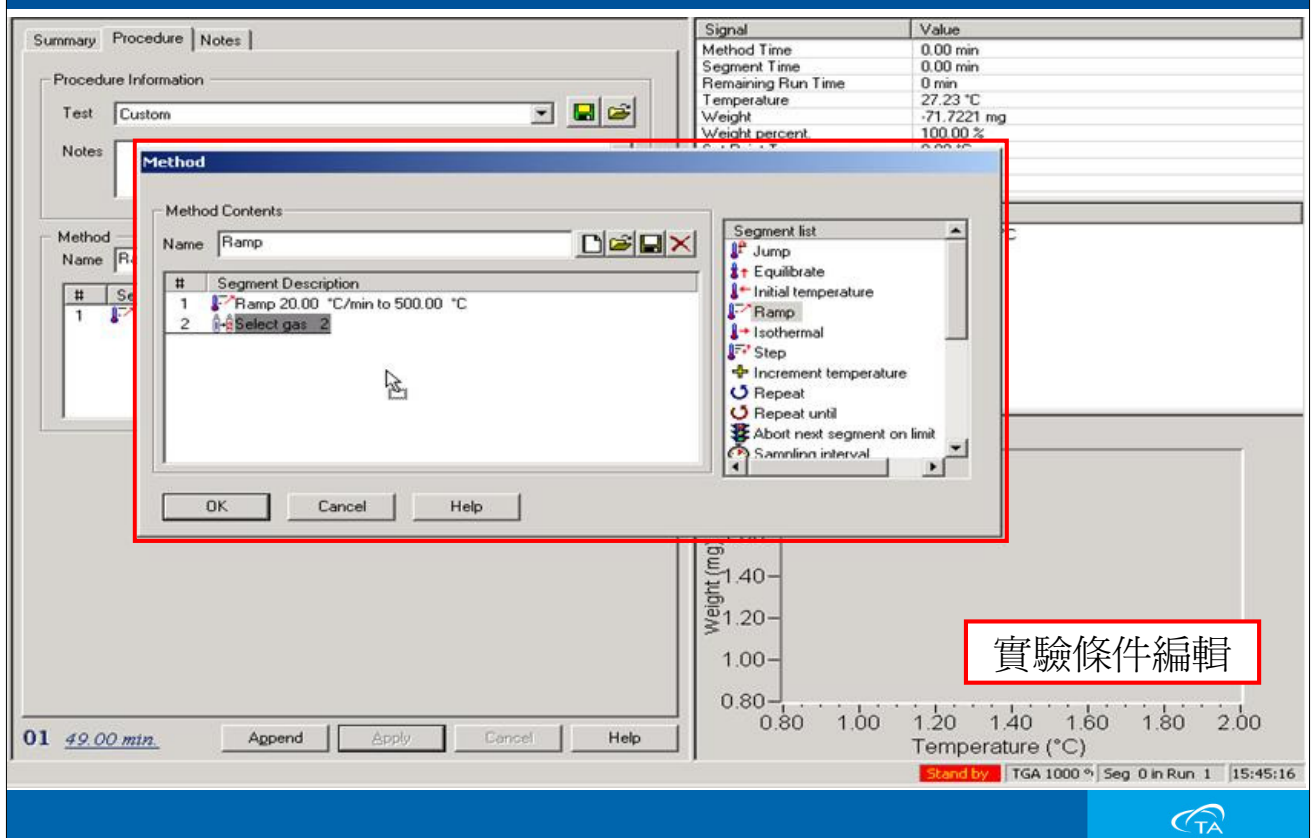 Summary Procedure Notes
Procedure Information
Test Custom
Notes
Method
Name
# Se
1
Method
Method Contents
Name Ramp
# Segment Description
1 Ramp 20.00 °C/min to 500.00 °C
2 Select gas 2
Segment list
Jump
Equilibrate
Initial temperature
Ramp
Isothermal
Step
Increment temperature
Repeat
Repeat until
Abort next segment on limit
Sampling interval
OK Cancel Help
01 49.00 min.
Append Apply Cancel Help
Signal Value
Method Time 0.00 min
Segment Time 0.00 min
Remaining Run Time 0 min
Temperature 27.23 °C
Weight -71.7221 mg
Weight percent. 100.00 %
Weight (mg)
1.40
1.20
1.00
0.80
0.80 1.00 1.20 1.40 1.60 1.80 2.00
Temperature (°C)
實驗條件編輯
Stand by TGA 1000 Seg 0 in Run 1 15:45:16
TA